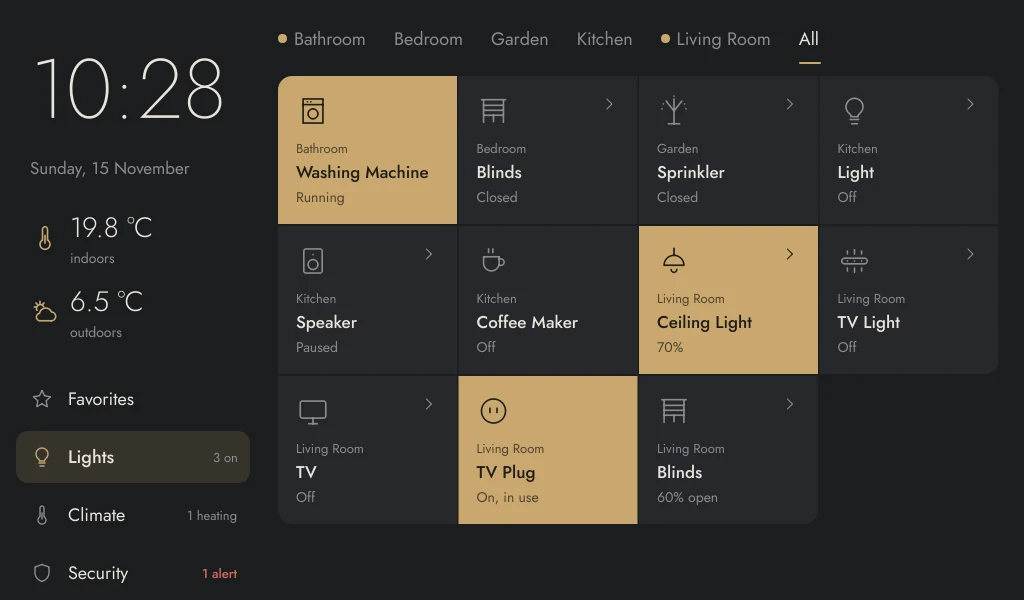 10:28
Sunday, 15 November
19.8 °C
indoors
6.5 °C
outdoors
Favorites
Lights
3 on
Climate
1 heating
Security
1 alert
Bathroom
Bedroom
Garden
Kitchen
Living Room
All
Bathroom
Washing Machine
Running
Bedroom
Blinds
Closed
Garden
Sprinkler
Closed
Kitchen
Light
Off
Kitchen
Speaker
Paused
Kitchen
Coffee Maker
Off
Living Room
Ceiling Light
70%
Living Room
TV Light
Off
Living Room
TV
Off
Living Room
TV Plug
On, in use
Living Room
Blinds
60% open